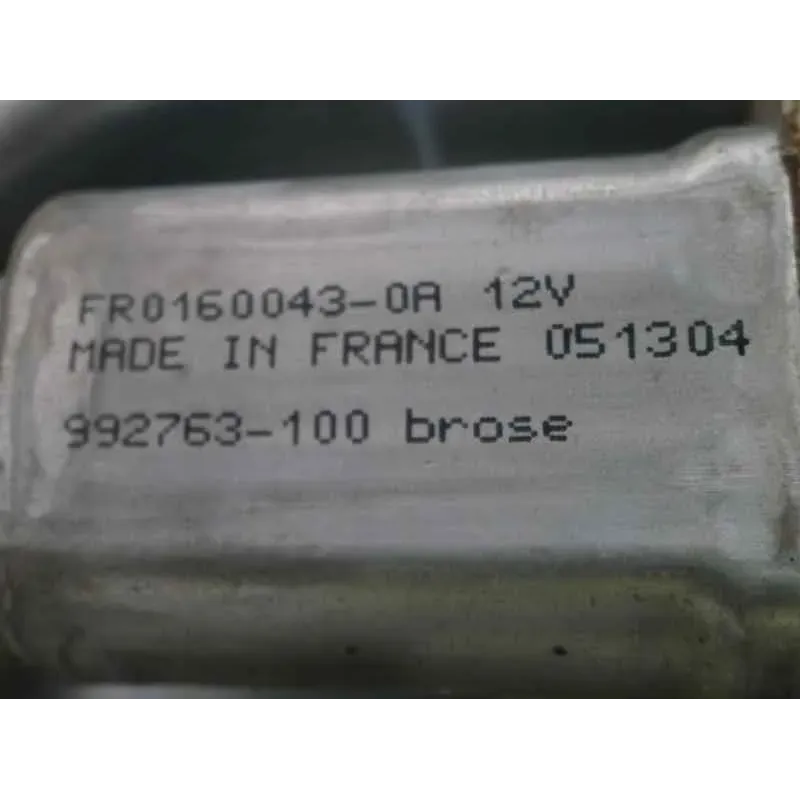 FR0160043-0A 12V
MADE IN FRANCE 051304
992763-100 brose